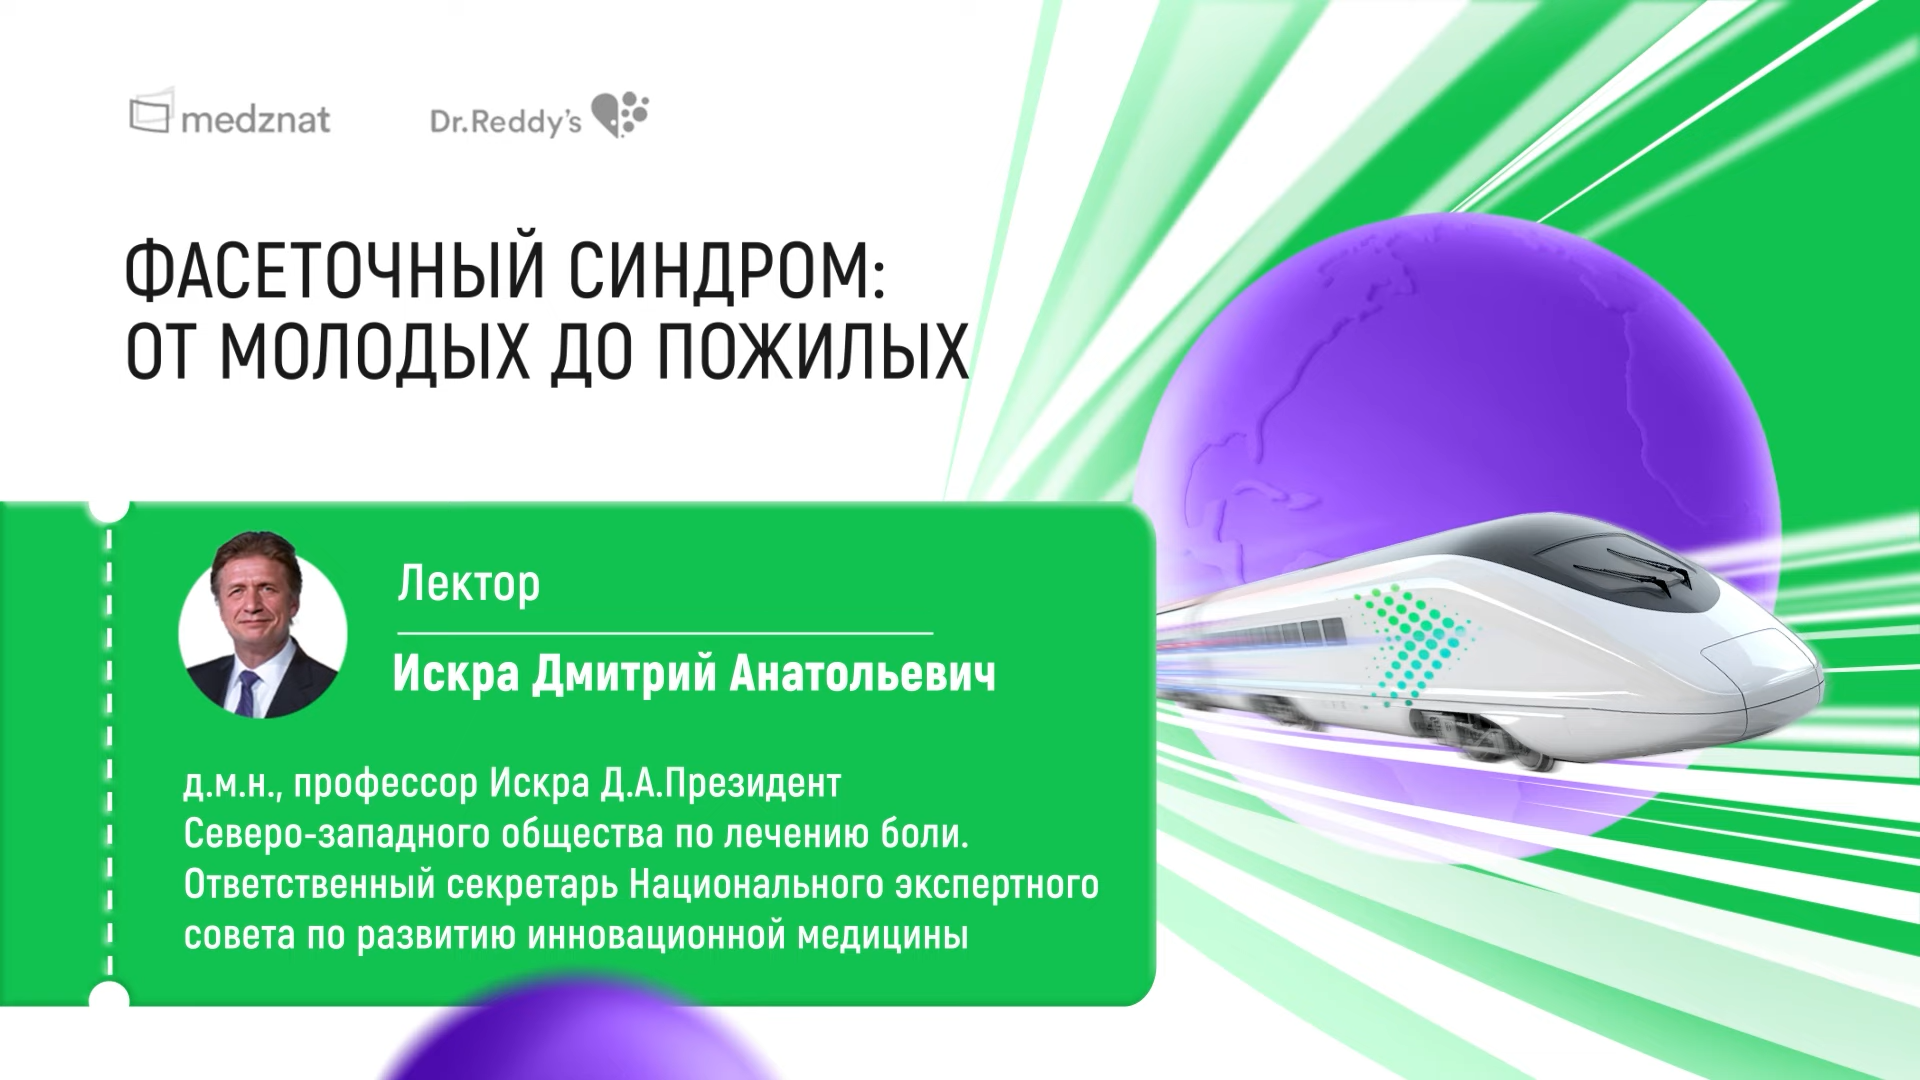 medznat
Dr.Reddy's
ФАСЕТОЧНЫЙ СИНДРОМ:
ОТ МОЛОДЫХ ДО ПОЖИЛЫХ
Лектор
Искра Дмитрий Анатольевич
д.м.н., профессор Искра Д.А.Президент
Северо-западного общества по лечению боли.
Ответственный секретарь Национального экспертного
совета по развитию инновационной медицины